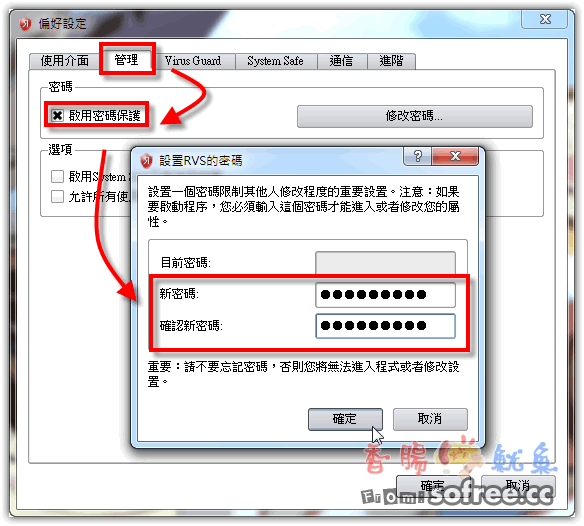 偏好設定
使用介面 管理 Virus Guard System Safe 通信 進階
密碼
啟用密碼保護 修改密碼...
選項
啟用System S
允許所有使
設置RVS的密碼
設置一個密碼限制其他人修改程度的重要設置。注意：如果
要啟動程序，您必須輸入這個密碼才能進入或者修改您的屬
性。
目前密碼:
新密碼: ●●●●●●●●●
確認新密碼: ●●●●●●●●●
重要：請不要忘記密碼，否則您將無法進入程式或者修改設
置。
確定 取消
香腸 魷魚
確定 取消
From: sofree.cc